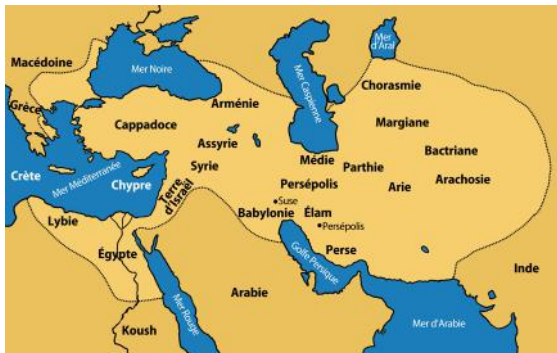 Macédoine
Mer Noire
Mer
d'Aral
Mer Caspienne
Chorasmie
Grèce
Arménie
Cappadoce
Margiane
Assyrie
Bactriane
Médie
Parthie
Syrie
Crète
Mer Méditerranée
Chypre
Terre
d'Israël
Persépolis
Arie
Arachosie
Suse
Lybie
Babylonie
Élam
Persépolis
Égypte
Golfe Persique
Perse
Inde
Mer Rouge
Arabie
Koush
Mer d'Arabie